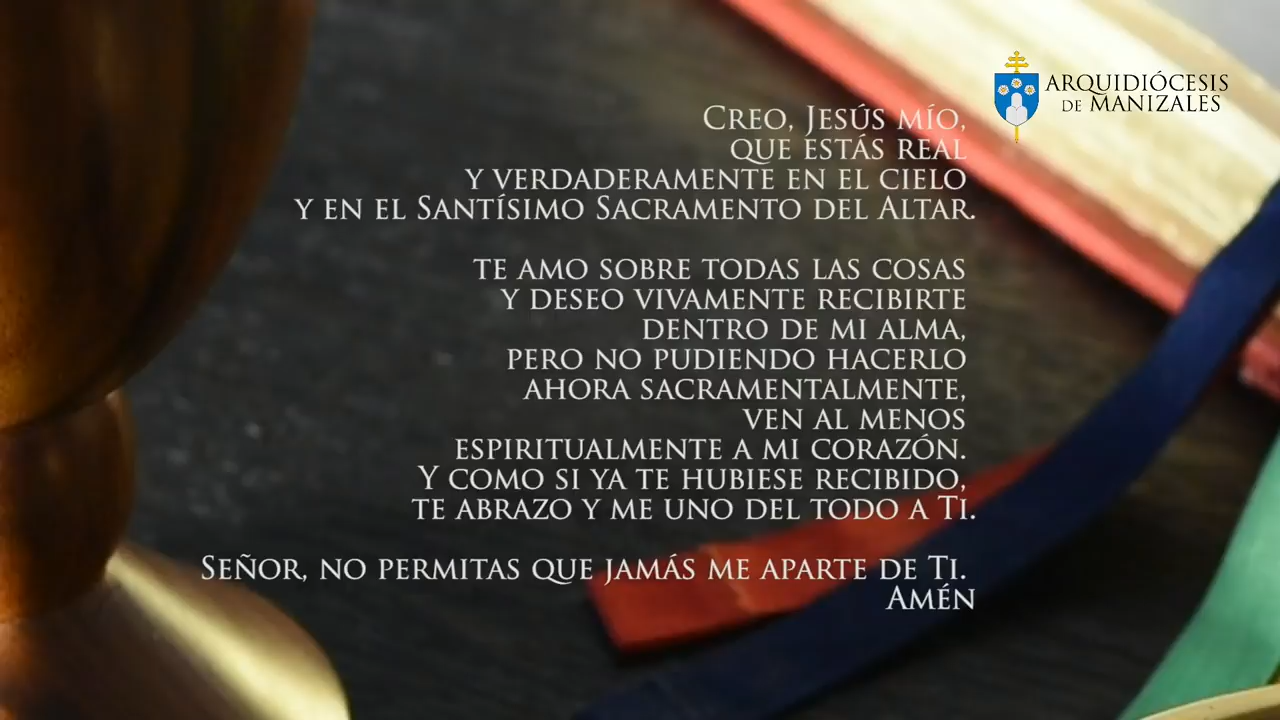 ARQUIDIÓCESIS
DE MANIZALES
CREO, JESÚS MÍO,
QUE ESTÁS REAL
Y VERDADERAMENTE EN EL CIELO
Y EN EL SANTÍSIMO SACRAMENTO DEL ALTAR.
TE AMO SOBRE TODAS LAS COSAS
Y DESEO VIVAMENTE RECIBIRTE
DENTRO DE MI ALMA,
PERO NO PUDIENDO HACERLO
AHORA SACRAMENTALMENTE,
VEN AL MENOS
ESPIRITUALMENTE A MI CORAZÓN.
Y COMO SI YA TE HUBIESE RECIBIDO,
TE ABRAZO Y ME UNO DEL TODO A TI.
SEÑOR, NO PERMITAS QUE JAMÁS ME APARTE DE TI.
AMÉN